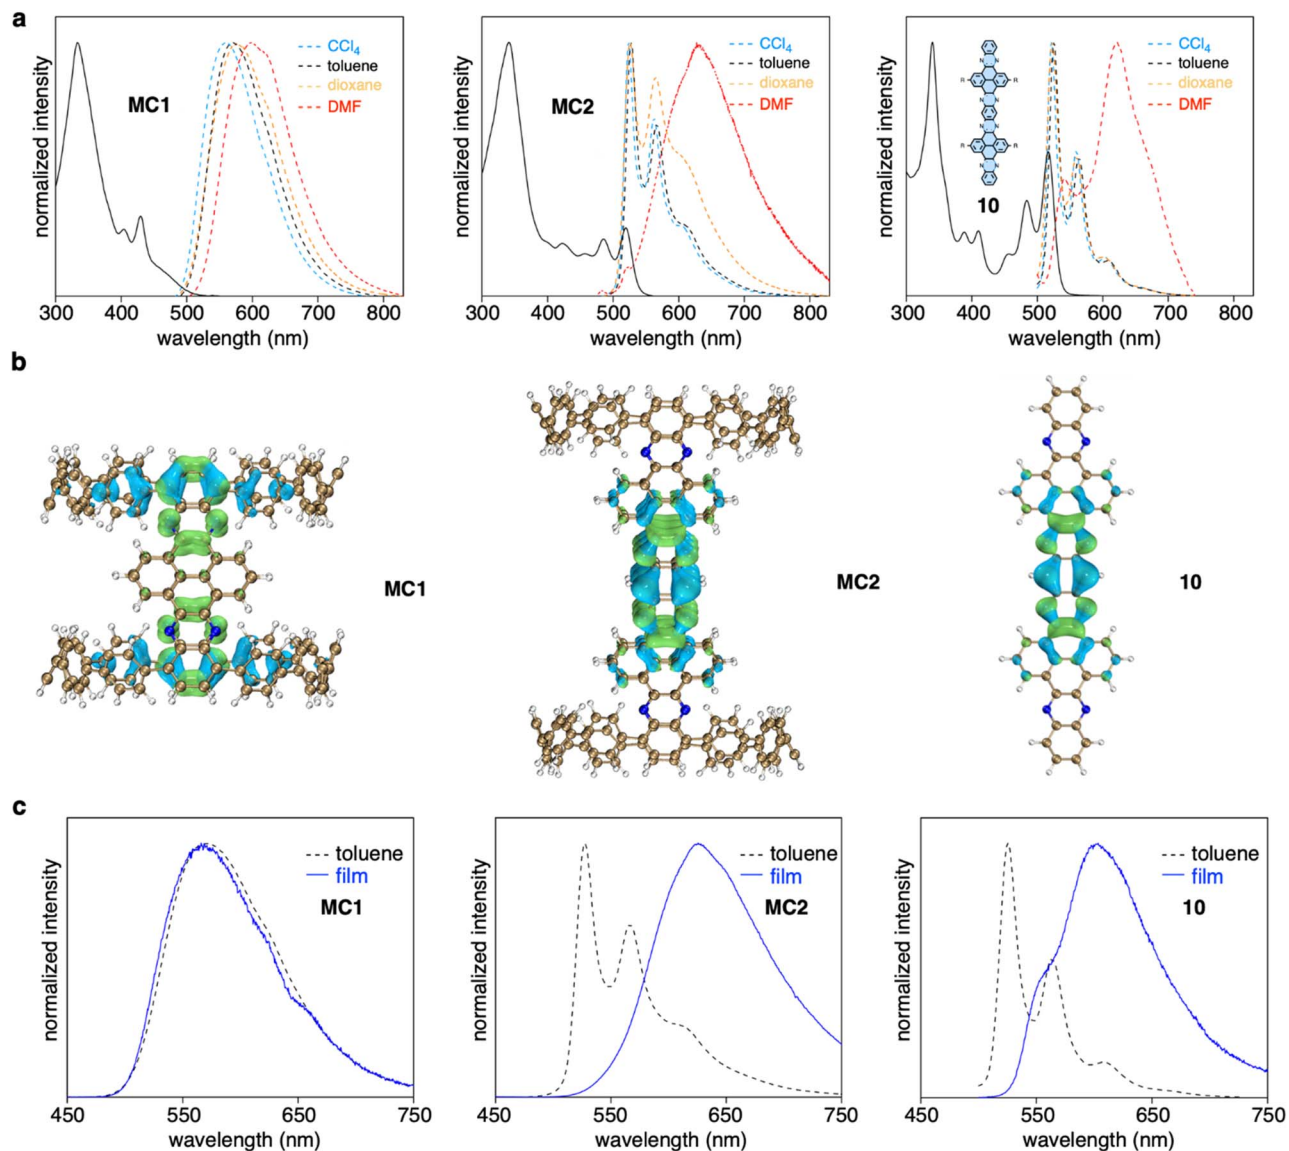 a
normalized intensity
MC1
CCl₄
toluene
dioxane
DMF
300 400 500 600 700 800
wavelength (nm)
normalized intensity
MC2
CCl₄
toluene
dioxane
DMF
300 400 500 600 700 800
wavelength (nm)
normalized intensity
10
CCl₄
toluene
dioxane
DMF
300 400 500 600 700 800
wavelength (nm)
b
MC1
MC2
10
c
normalized intensity
toluene
film
MC1
450 550 650 750
wavelength (nm)
normalized intensity
toluene
film
MC2
450 550 650 750
wavelength (nm)
normalized intensity
toluene
film
10
450 550 650 750
wavelength (nm)